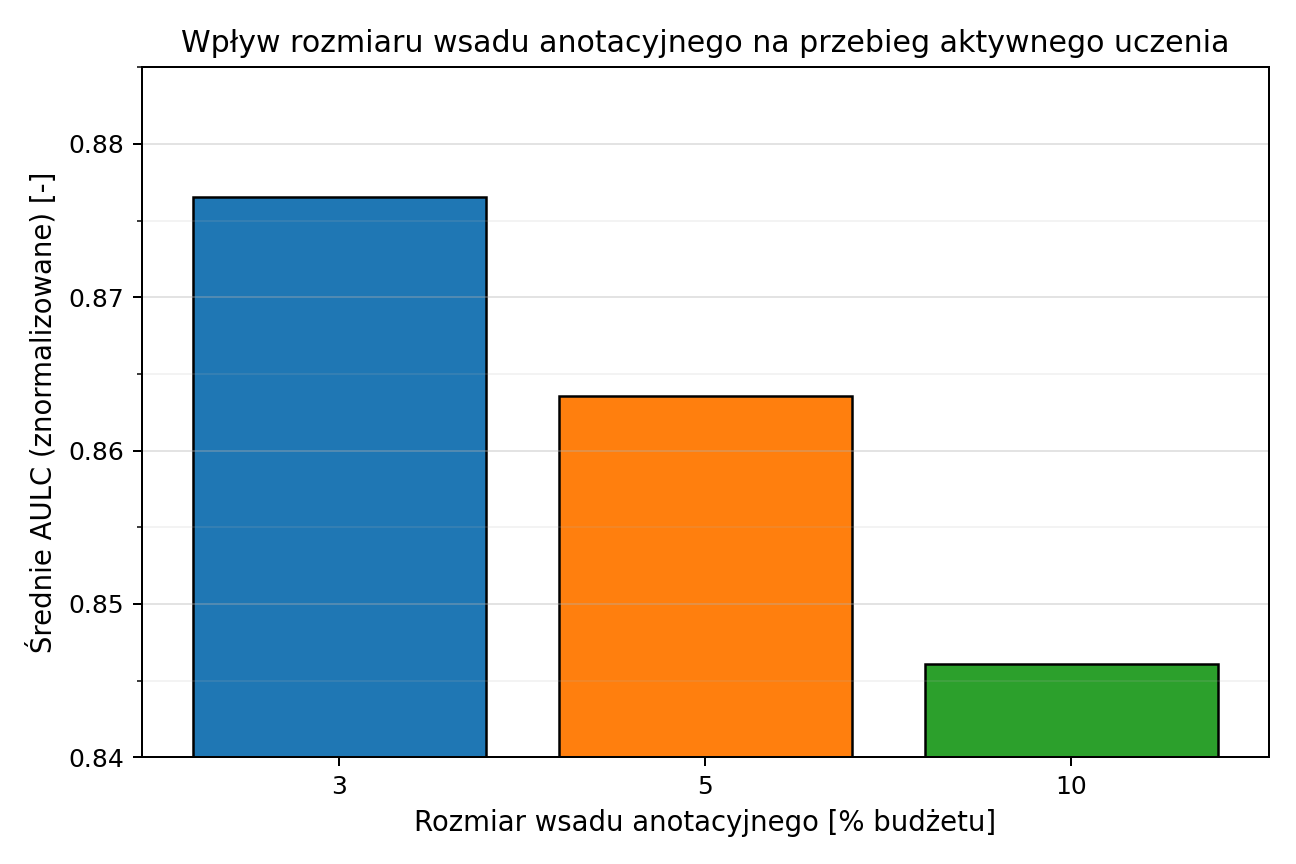 Wpływ rozmiaru wsadu anotacyjnego na przebieg aktywnego uczenia
Średnie AULC (znormalizowane) [-]
0.88
0.87
0.86
0.85
0.84
3 5 10
Rozmiar wsadu anotacyjnego [% budżetu]